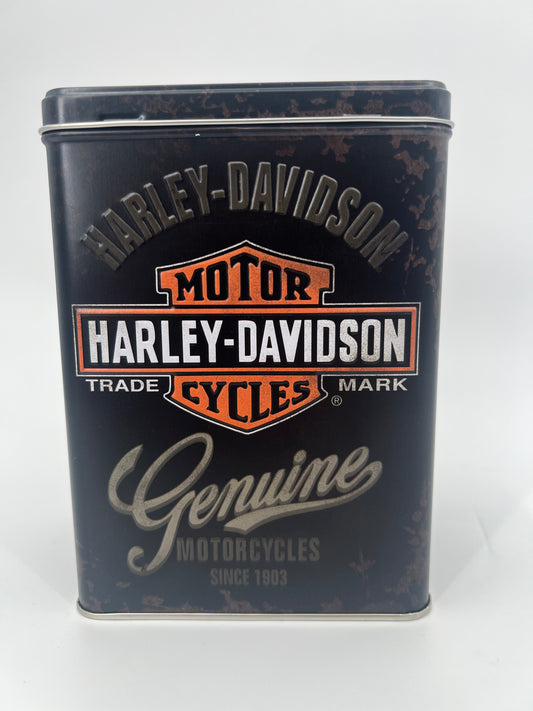 HARLEY-DAVIDSON
MOTOR
HARLEY-DAVIDSON
TRADE MARK
CYCLES ®
Genuine
MOTORCYCLES
SINCE 1903